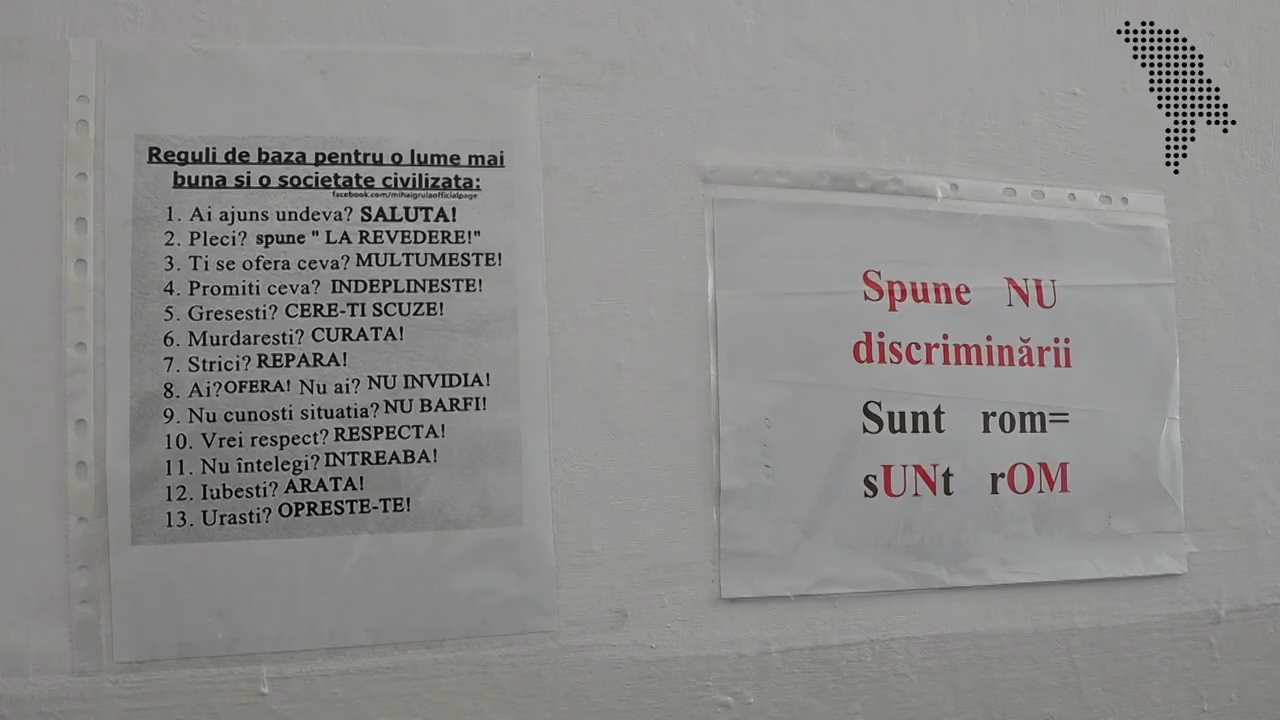 Reguli de baza pentru o lume mai
buna si o societate civilizata:
facebook.com/mihaigrulaofficialpage
1. Ai ajuns undeva? SALUTA!
2. Pleci? spune " LA REVEDERE!"
3. Ti se ofera ceva? MULTUMESTE!
4. Promiti ceva? INDEPLINESTE!
5. Gresesti? CERE-TI SCUZE!
6. Murdaresti? CURATA!
7. Strici? REPARA!
8. Ai? OFERA! Nu ai? NU INVIDIA!
9. Nu cunosti situatia? NU BARFI!
10. Vrei respect? RESPECTA!
11. Nu întelegi? INTREABA!
12. Iubesti? ARATA!
13. Urasti? OPRESTE-TE!
Spune NU
discriminării
Sunt rom=
sUNt rOM